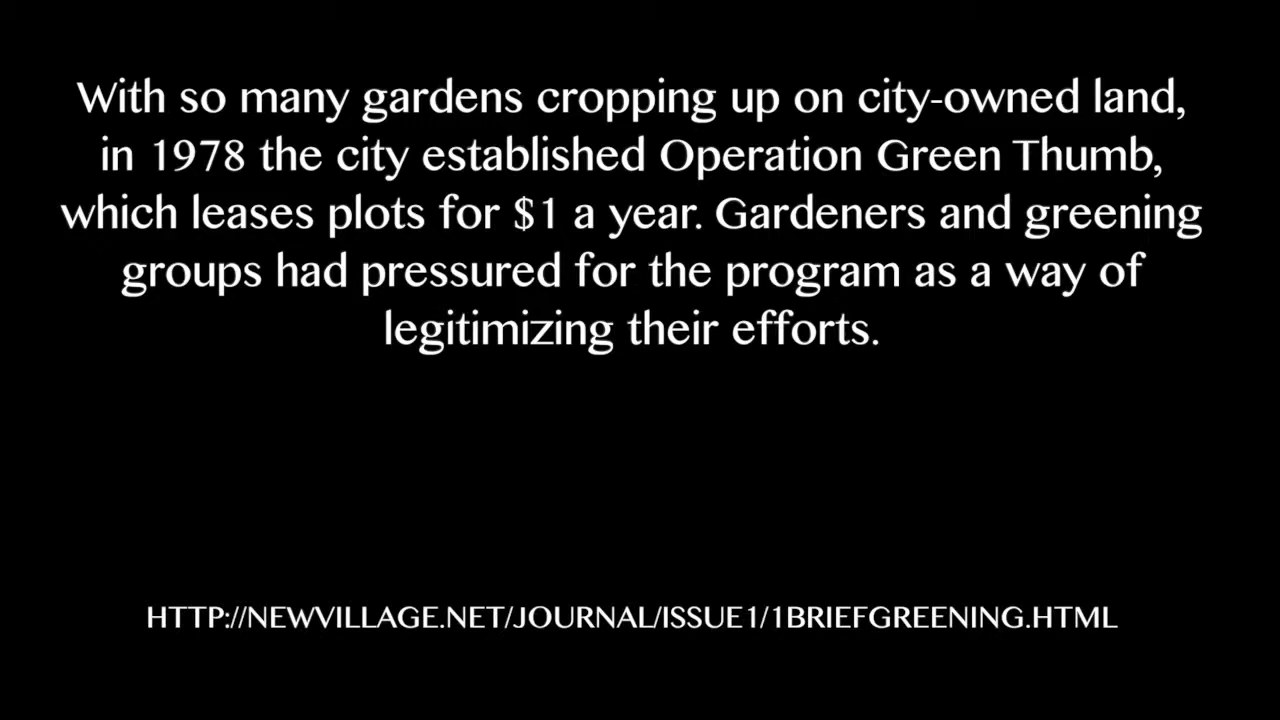 With so many gardens cropping up on city-owned land,
in 1978 the city established Operation Green Thumb,
which leases plots for $1 a year. Gardeners and greening
groups had pressured for the program as a way of
legitimizing their efforts.
HTTP://NEWVILLAGE.NET/JOURNAL/ISSUE1/1BRIEFGREENING.HTML